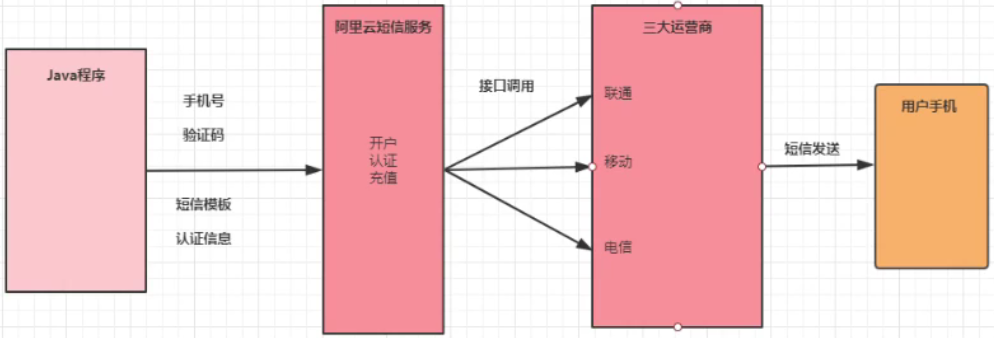 Java程序
手机号
验证码
短信模板
认证信息
阿里云短信服务
开户
认证
充值
接口调用
三大运营商
联通
移动
电信
短信发送
用户手机